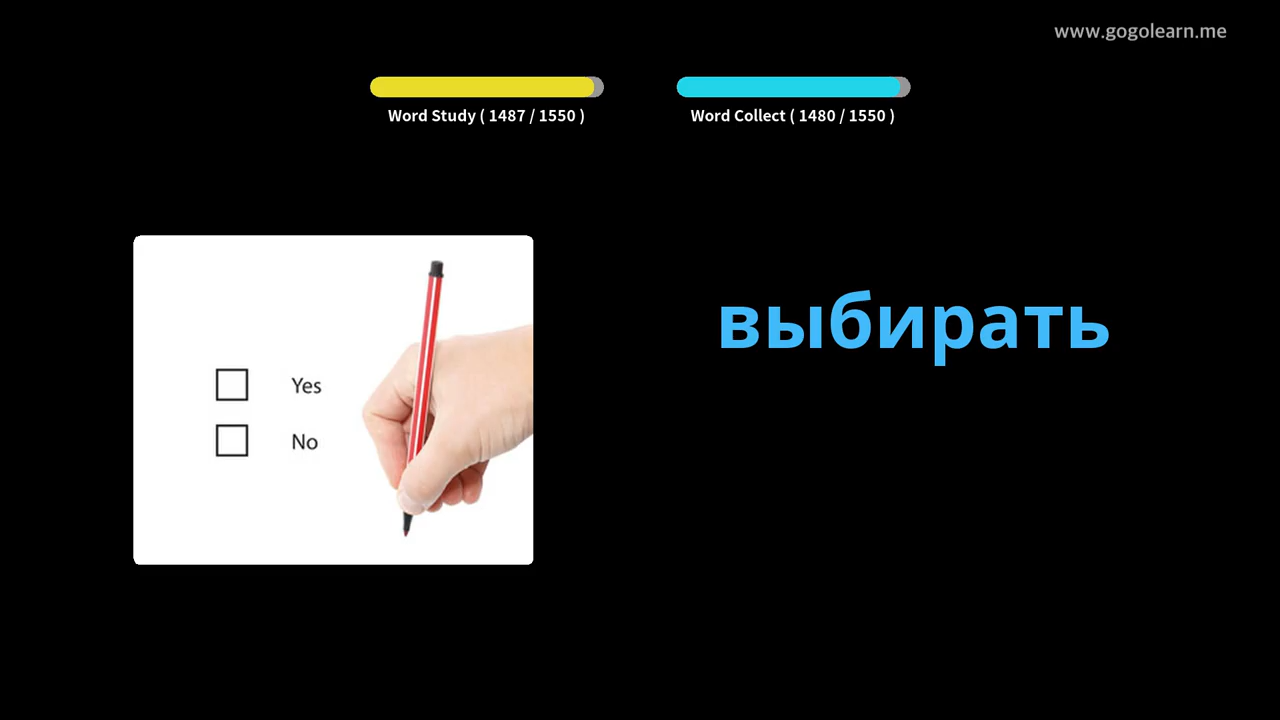 www.gogolearn.me
Word Study ( 1487 / 1550 )
Word Collect ( 1480 / 1550 )
выбирать
Yes
No